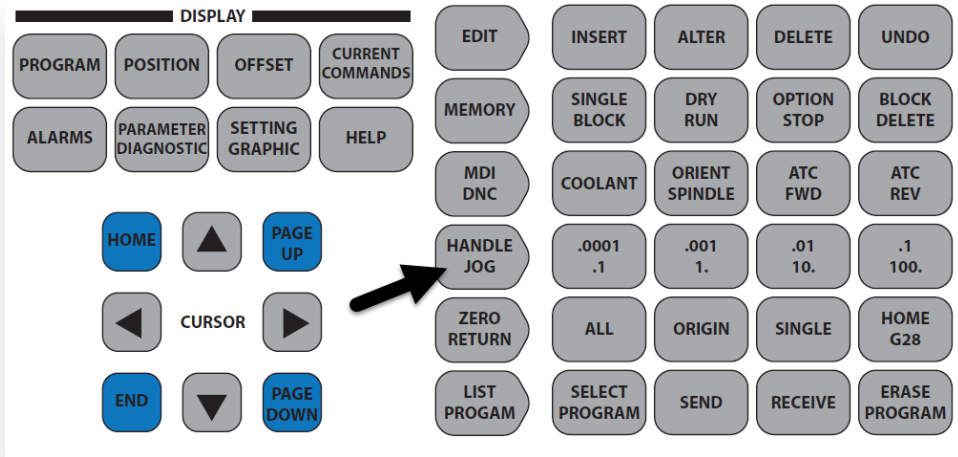 DISPLAY
PROGRAM
POSITION
OFFSET
CURRENT
COMMANDS
ALARMS
PARAMETER
DIAGNOSTIC
SETTING
GRAPHIC
HELP
HOME
PAGE
UP
CURSOR
END
PAGE
DOWN
EDIT
INSERT
ALTER
DELETE
UNDO
MEMORY
SINGLE
BLOCK
DRY
RUN
OPTION
STOP
BLOCK
DELETE
MDI
DNC
COOLANT
ORIENT
SPINDLE
ATC
FWD
ATC
REV
HANDLE
JOG
.0001
.1
.001
1.
.01
10.
.1
100.
ZERO
RETURN
ALL
ORIGIN
SINGLE
HOME
G28
LIST
PROGAM
SELECT
PROGRAM
SEND
RECEIVE
ERASE
PROGRAM